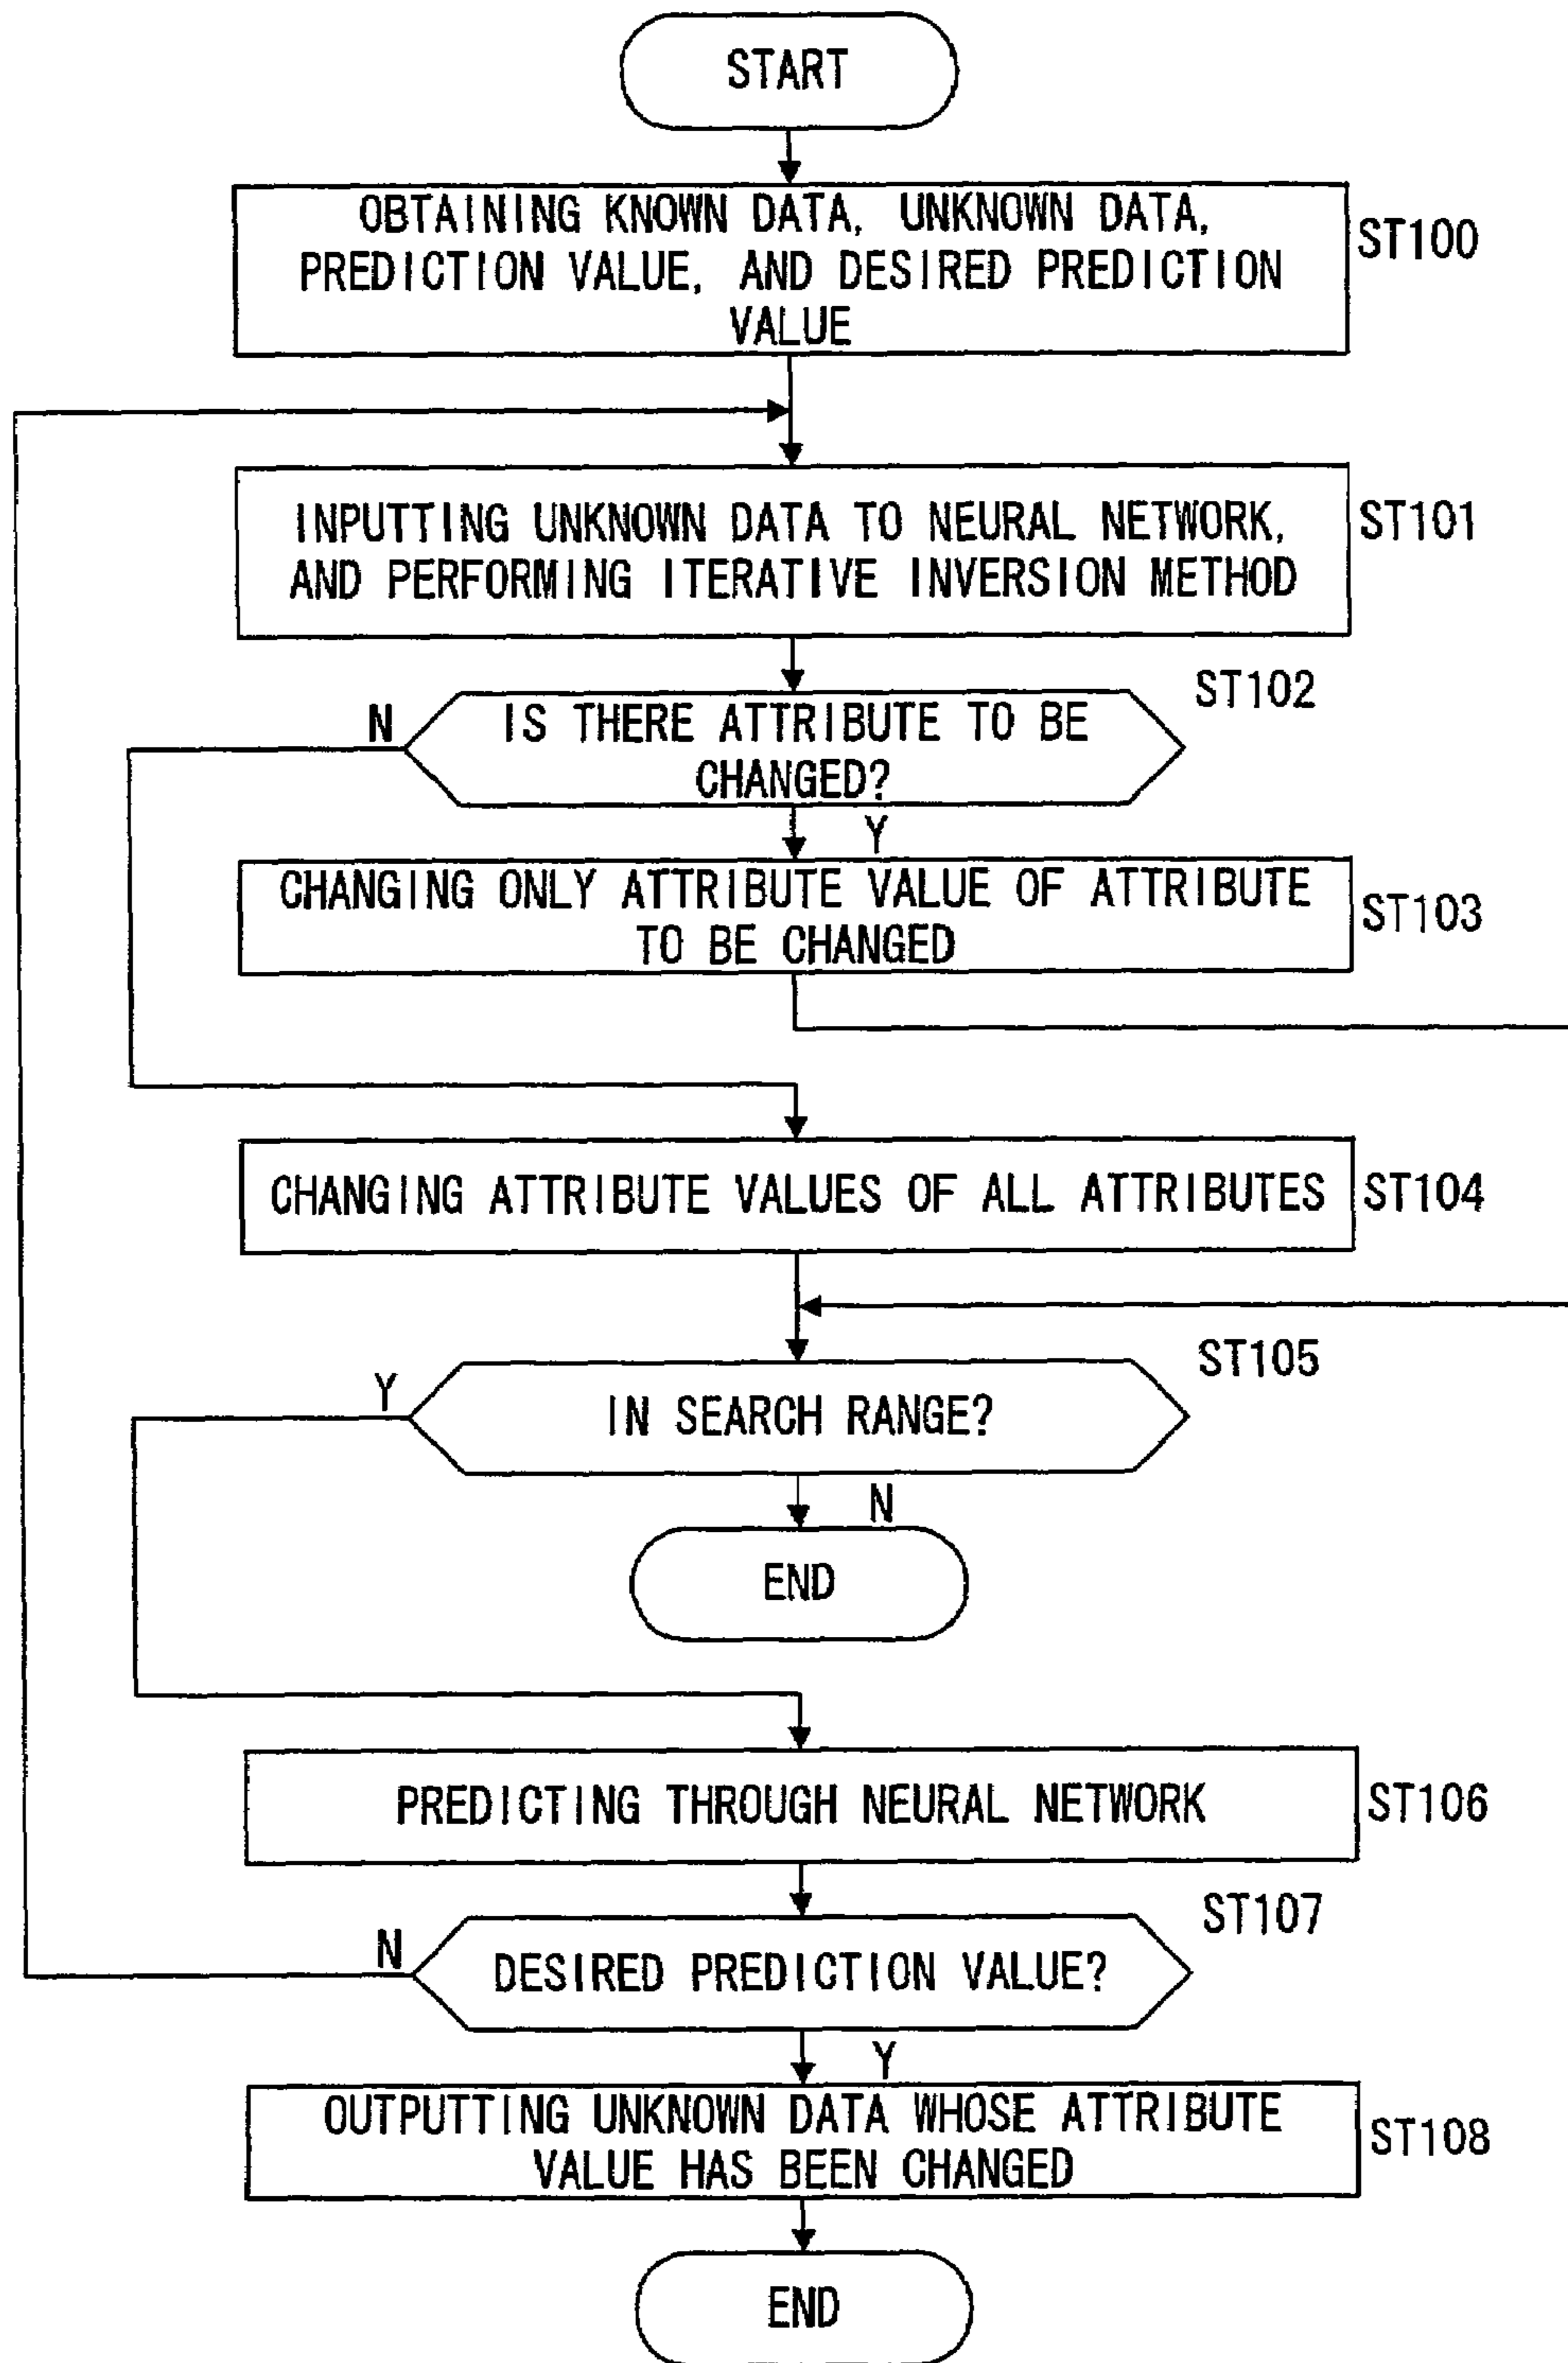 START
OBTAINING KNOWN DATA, UNKNOWN DATA,
PREDICTION VALUE, AND DESIRED PREDICTION
VALUE
ST100
INPUTTING UNKNOWN DATA TO NEURAL NETWORK,
AND PERFORMING ITERATIVE INVERSION METHOD
ST101
ST102
N
IS THERE ATTRIBUTE TO BE
CHANGED?
Y
CHANGING ONLY ATTRIBUTE VALUE OF ATTRIBUTE
TO BE CHANGED
ST103
CHANGING ATTRIBUTE VALUES OF ALL ATTRIBUTES
ST104
ST105
Y
IN SEARCH RANGE?
N
END
PREDICTING THROUGH NEURAL NETWORK
ST106
ST107
N
DESIRED PREDICTION VALUE?
Y
OUTPUTTING UNKNOWN DATA WHOSE ATTRIBUTE
VALUE HAS BEEN CHANGED
ST108
END